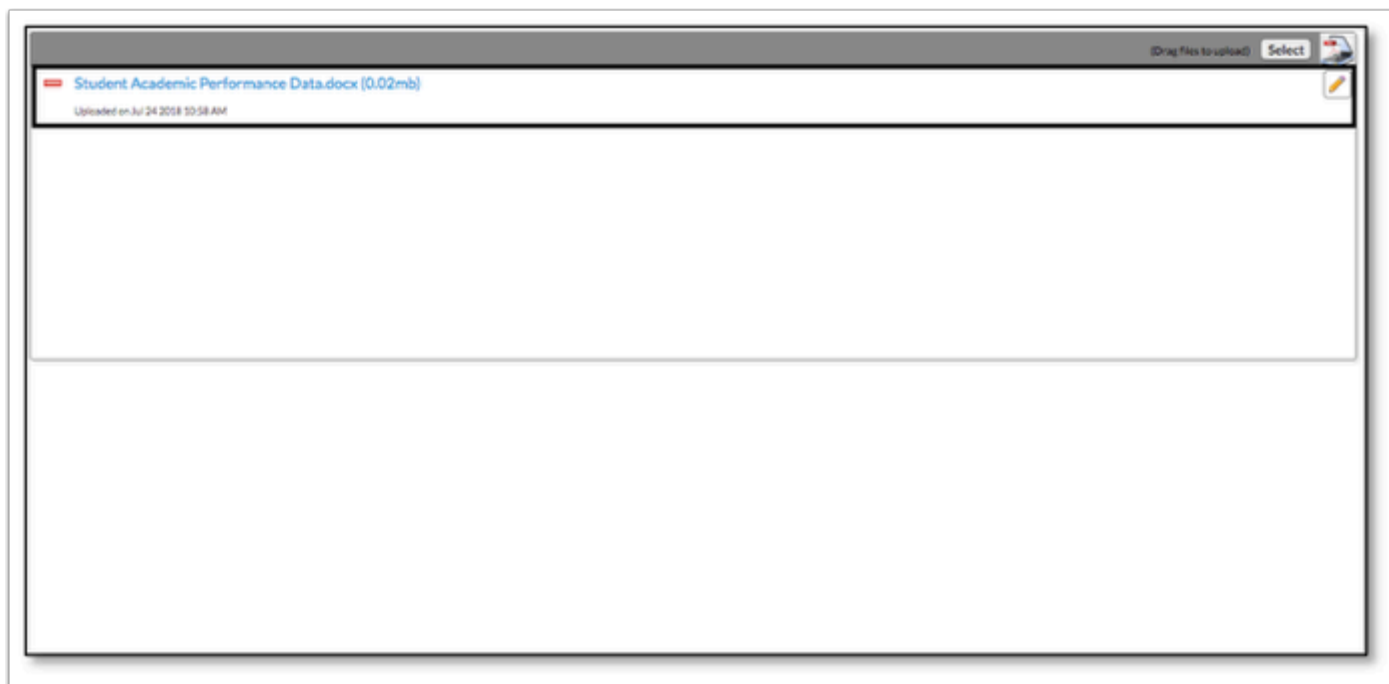 (Drag files to upload) Select
Student Academic Performance Data.docx (0.02mb)
Uploaded on Jul 24 2018 10:58 AM